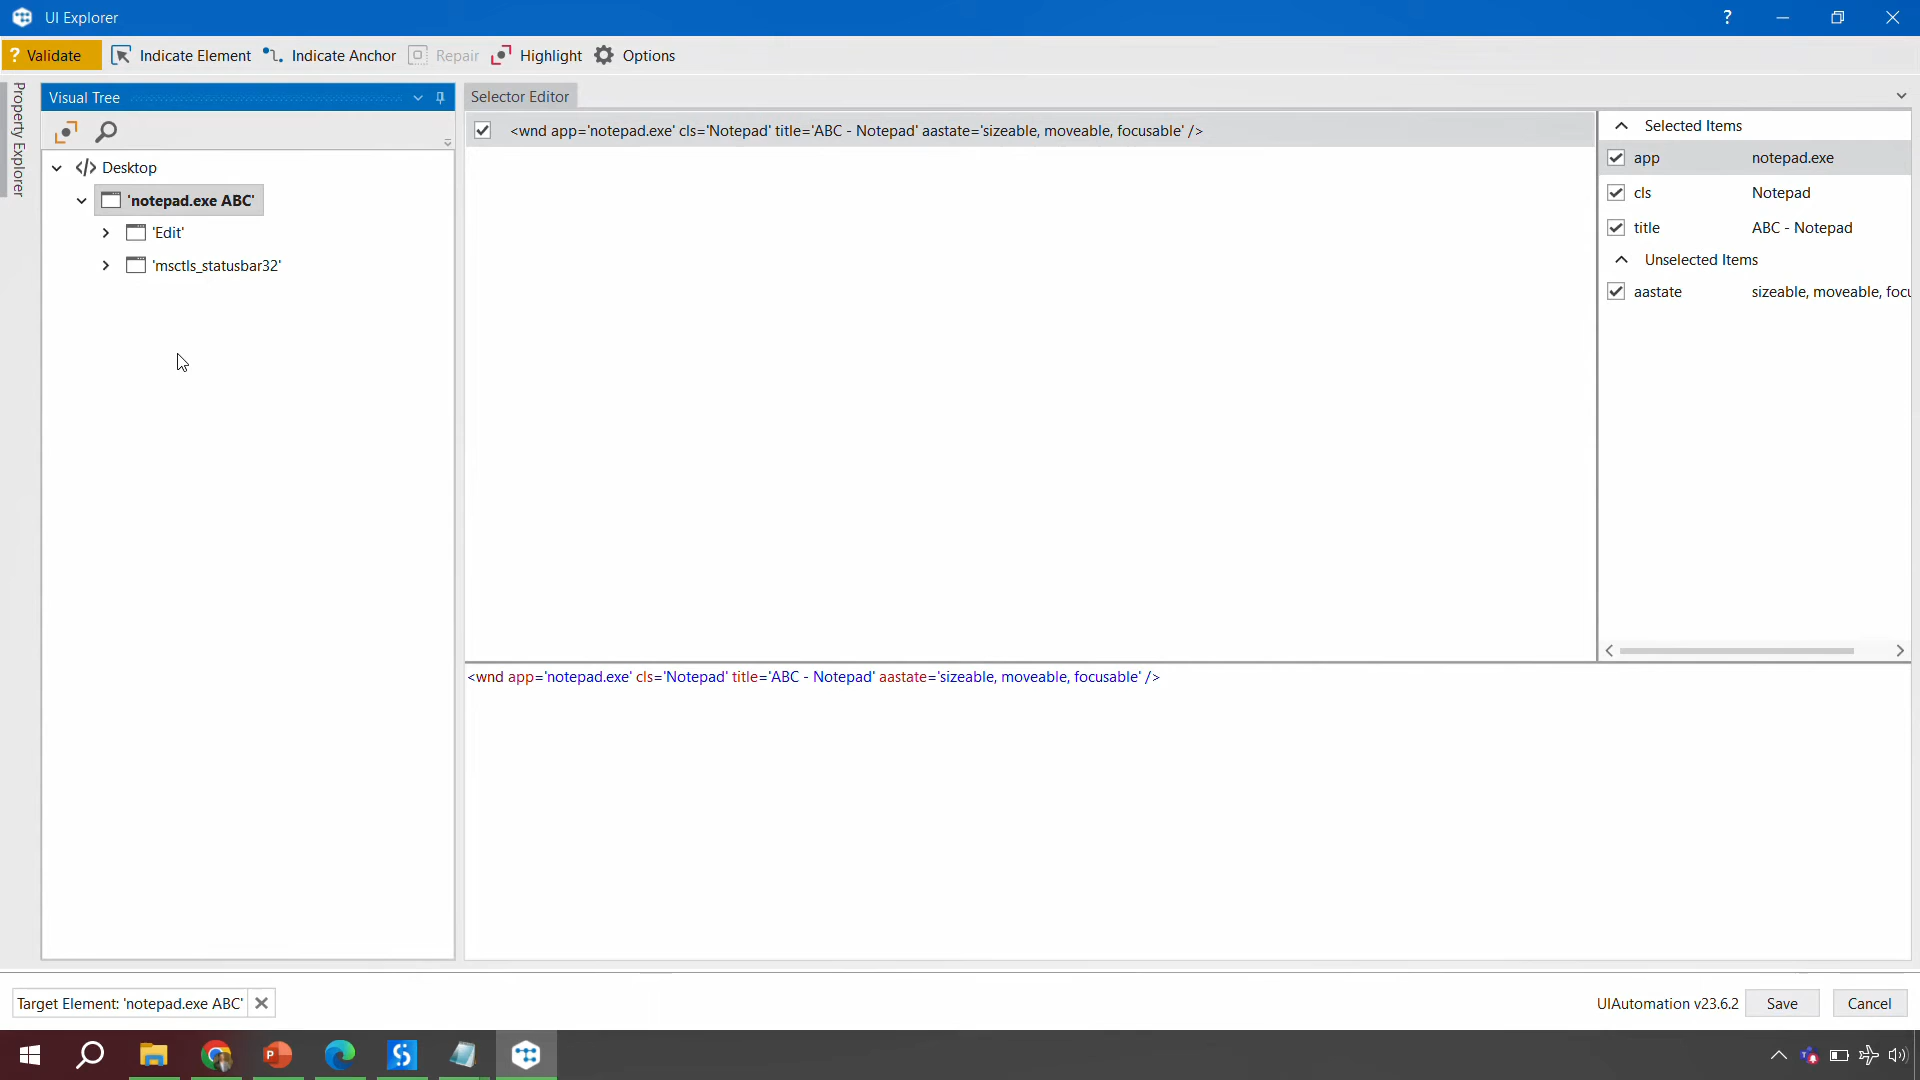 UI Explorer
?
? Validate
Indicate Element
Indicate Anchor
Repair
Highlight
Options
Property Explorer
Visual Tree
Desktop
'notepad.exe ABC'
'Edit'
'msctls_statusbar32'
Selector Editor
<wnd app='notepad.exe' cls='Notepad' title='ABC - Notepad' aastate='sizeable, moveable, focusable' />
Selected Items
app notepad.exe
cls Notepad
title ABC - Notepad
Unselected Items
aastate sizeable, moveable, focu
<wnd app='notepad.exe' cls='Notepad' title='ABC - Notepad' aastate='sizeable, moveable, focusable' />
Target Element: 'notepad.exe ABC'
UIAutomation v23.6.2
Save
Cancel